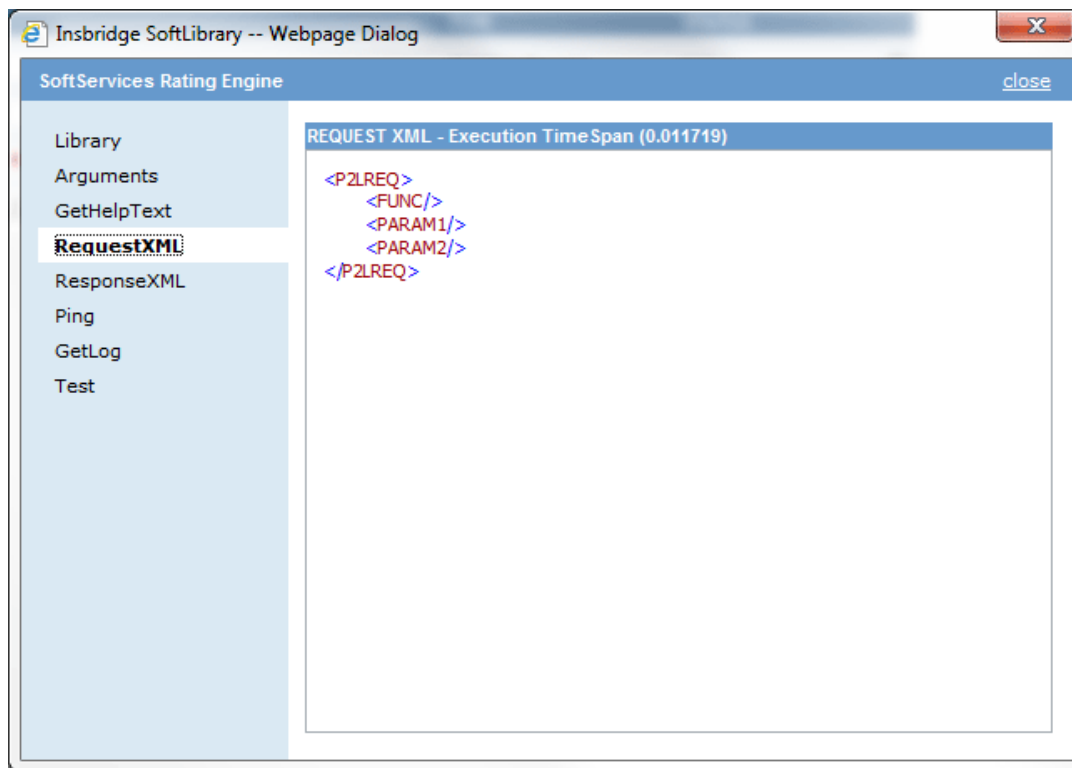 Insbridge SoftLibrary -- Webpage Dialog
X
SoftServices Rating Engine
close
Library
Arguments
GetHelpText
RequestXML
ResponseXML
Ping
GetLog
Test
REQUEST XML - Execution TimeSpan (0.011719)
<P2LREQ>
<FUNC/>
<PARAM1/>
<PARAM2/>
</P2LREQ>